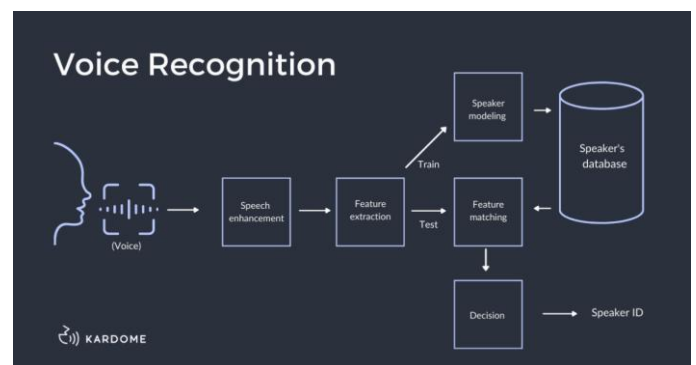 Voice Recognition
Speaker
modeling
Speaker's
database
Train
Speech
enhancement
Feature
extraction
Test
Feature
matching
(Voice)
Decision
Speaker ID
KARDOME